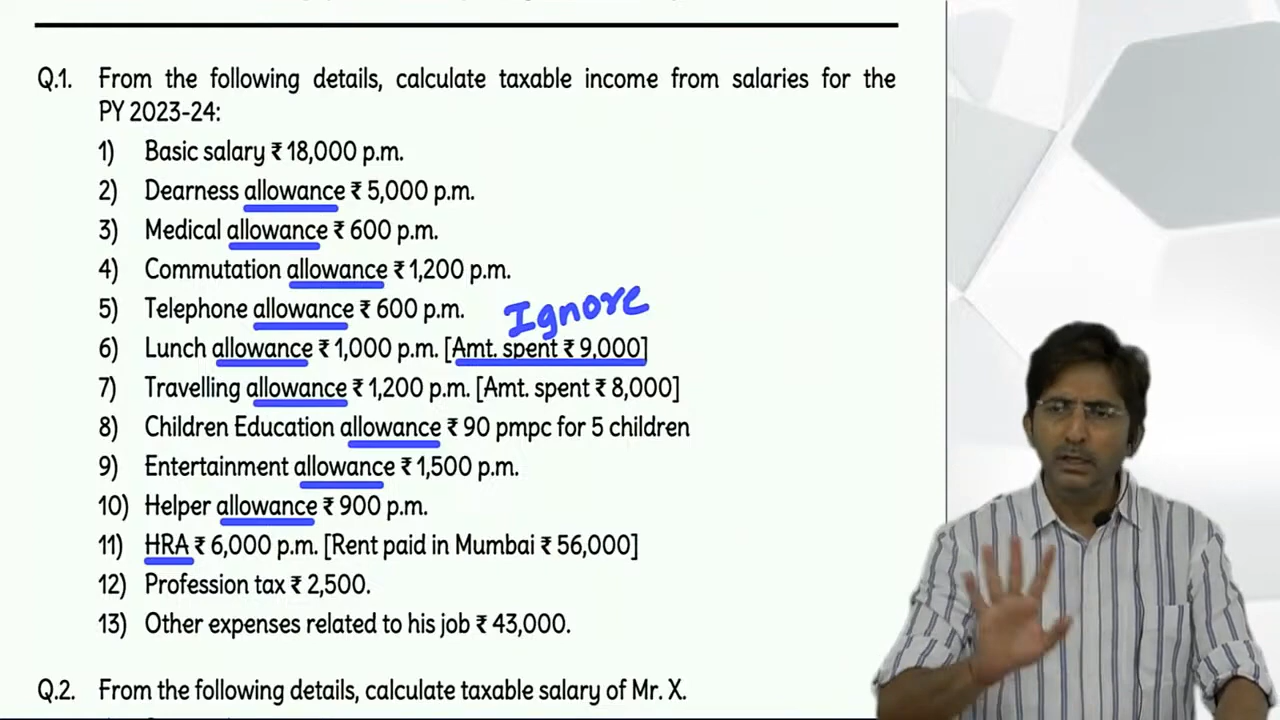 Q.1. From the following details, calculate taxable income from salaries for the
PY 2023-24:
1) Basic salary ₹ 18,000 p.m.
2) Dearness allowance ₹ 5,000 p.m.
3) Medical allowance ₹ 600 p.m.
4) Commutation allowance ₹ 1,200 p.m.
5) Telephone allowance ₹ 600 p.m.
Ignore
6) Lunch allowance ₹ 1,000 p.m. [Amt. spent ₹ 9,000]
7) Travelling allowance ₹ 1,200 p.m. [Amt. spent ₹ 8,000]
8) Children Education allowance ₹ 90 pmpc for 5 children
9) Entertainment allowance ₹ 1,500 p.m.
10) Helper allowance ₹ 900 p.m.
11) HRA ₹ 6,000 p.m. [Rent paid in Mumbai ₹ 56,000]
12) Profession tax ₹ 2,500.
13) Other expenses related to his job ₹ 43,000.
Q.2. From the following details, calculate taxable salary of Mr. X.